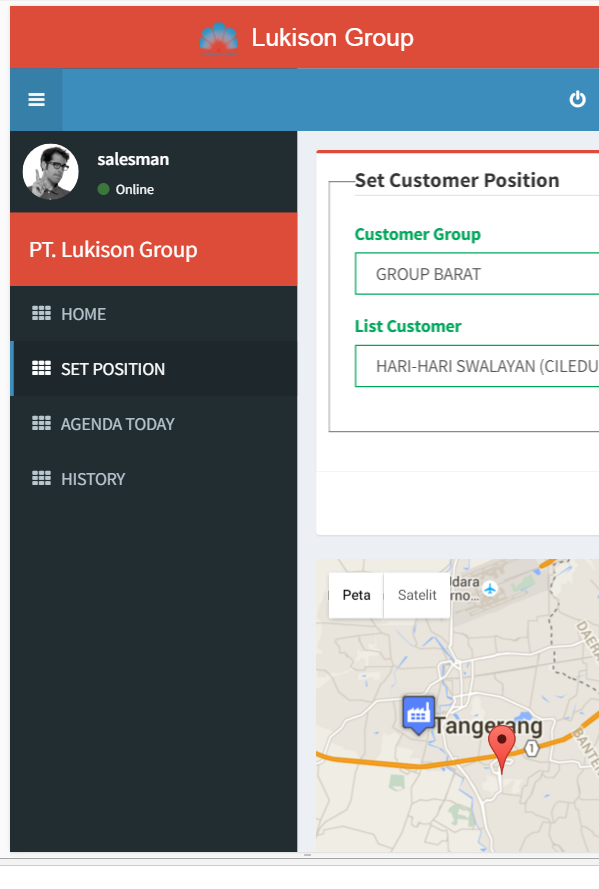 Lukison Group
salesman
Online
PT. Lukison Group
HOME
SET POSITION
AGENDA TODAY
HISTORY
Set Customer Position
Customer Group
GROUP BARAT
List Customer
HARI-HARI SWALAYAN (CILEDU
Peta
Satelit
Tangerang
1